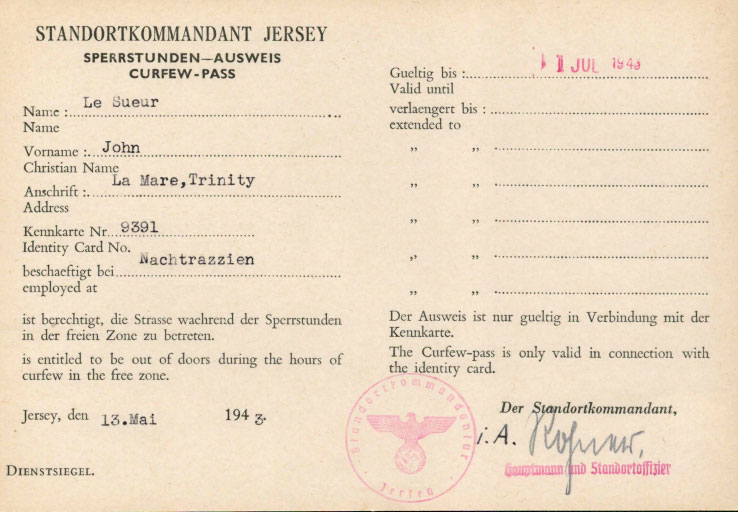 STANDORTKOMMANDANT JERSEY
SPERRSTUNDEN—AUSWEIS
CURFEW-PASS
Name : Le Sueur
Name
Vorname : John
Christian Name
Anschrift : La Mare,Trinity
Address
Kennkarte Nr. 9391
Identity Card No.
beschaeftigt bei Nachtrazzien
employed at
ist berechtigt, die Strasse waehrend der Sperrstunden
in der freien Zone zu betreten.
is entitled to be out of doors during the hours of
curfew in the free zone.
Jersey, den 13.Mai 1943.
DIENSTSIEGEL.
Gueltig bis : 1 JUL 1943
Valid until
verlaengert bis :
extended to
„ „
„ „
„ „
„ „
„ „
Der Ausweis ist nur gueltig in Verbindung mit der
Kennkarte.
The Curfew-pass is only valid in connection with
the identity card.
Standortkommandantur
Jersey
Der Standortkommandant,
i.A.
Hauptmann und Standortoffizier